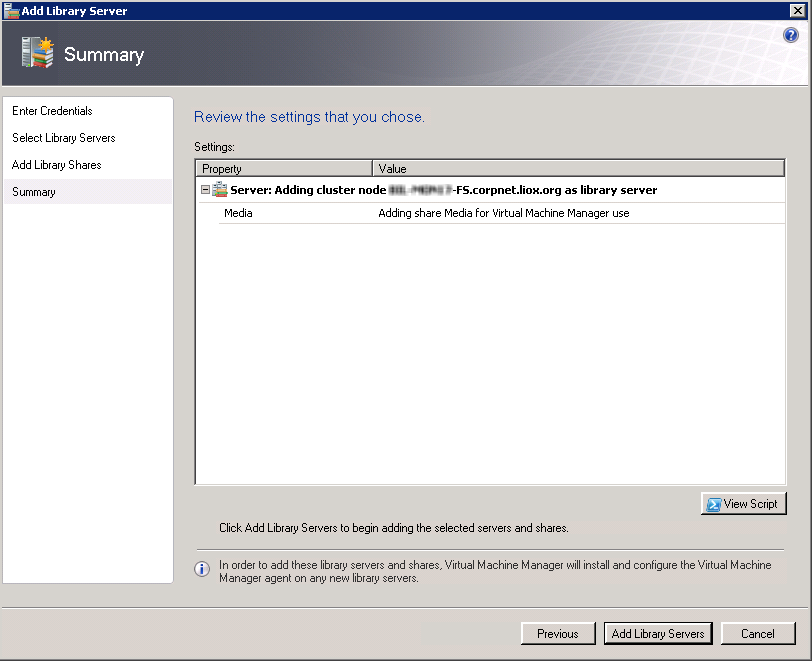 Add Library Server
Summary
Enter Credentials
Select Library Servers
Add Library Shares
Summary
Review the settings that you chose.
Settings:
Property Value
Server: Adding cluster node -FS.corpnet.liox.org as library server
Media Adding share Media for Virtual Machine Manager use
View Script
Click Add Library Servers to begin adding the selected servers and shares.
In order to add these library servers and shares, Virtual Machine Manager will install and configure the Virtual Machine
Manager agent on any new library servers.
Previous Add Library Servers Cancel